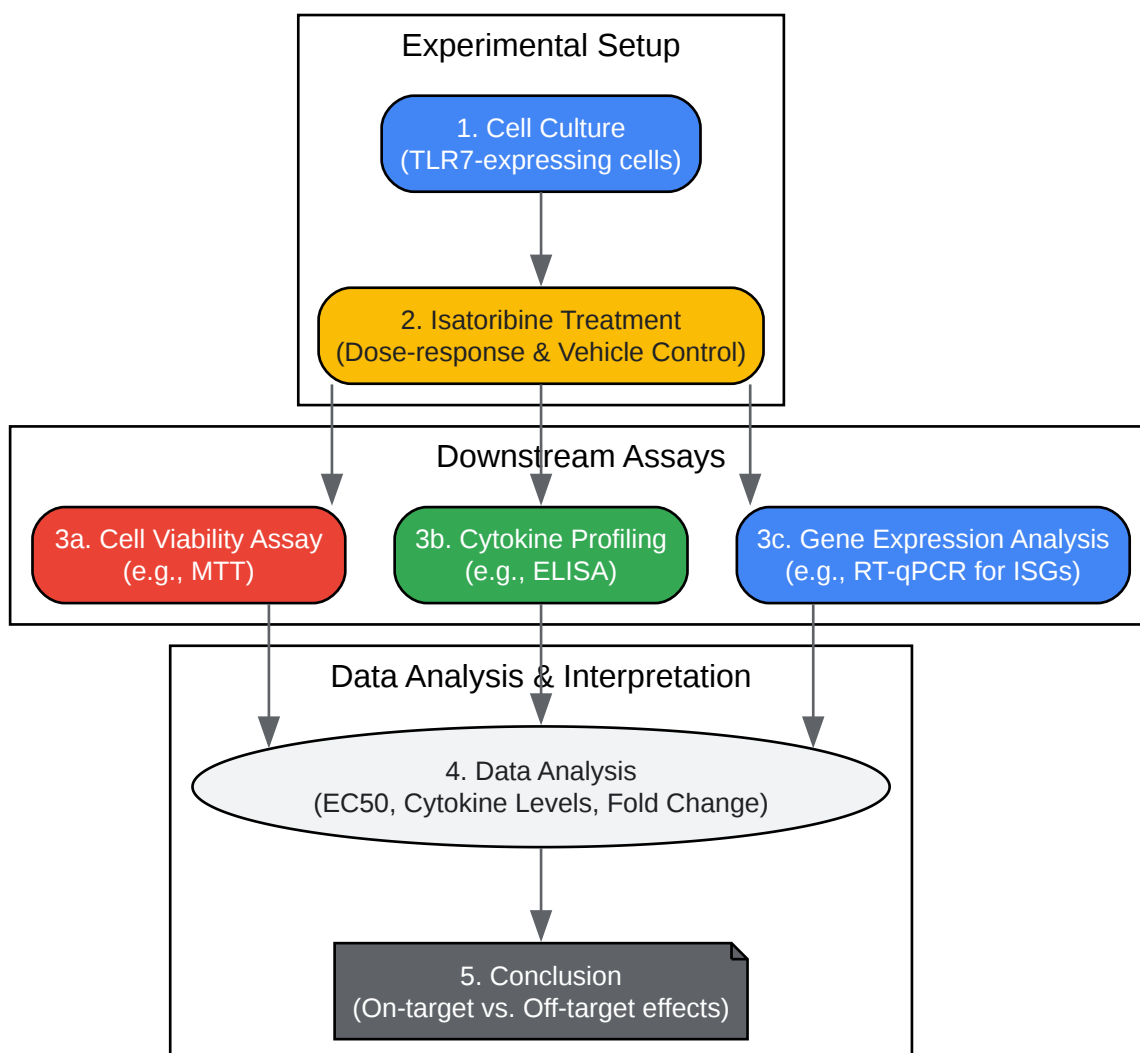 Experimental Setup
1. Cell Culture
(TLR7-expressing cells)
2. Isatoribine Treatment
(Dose-response & Vehicle Control)
Downstream Assays
3a. Cell Viability Assay
(e.g., MTT)
3b. Cytokine Profiling
(e.g., ELISA)
3c. Gene Expression Analysis
(e.g., RT-qPCR for ISGs)
Data Analysis & Interpretation
4. Data Analysis
(EC50, Cytokine Levels, Fold Change)
5. Conclusion
(On-target vs. Off-target effects)